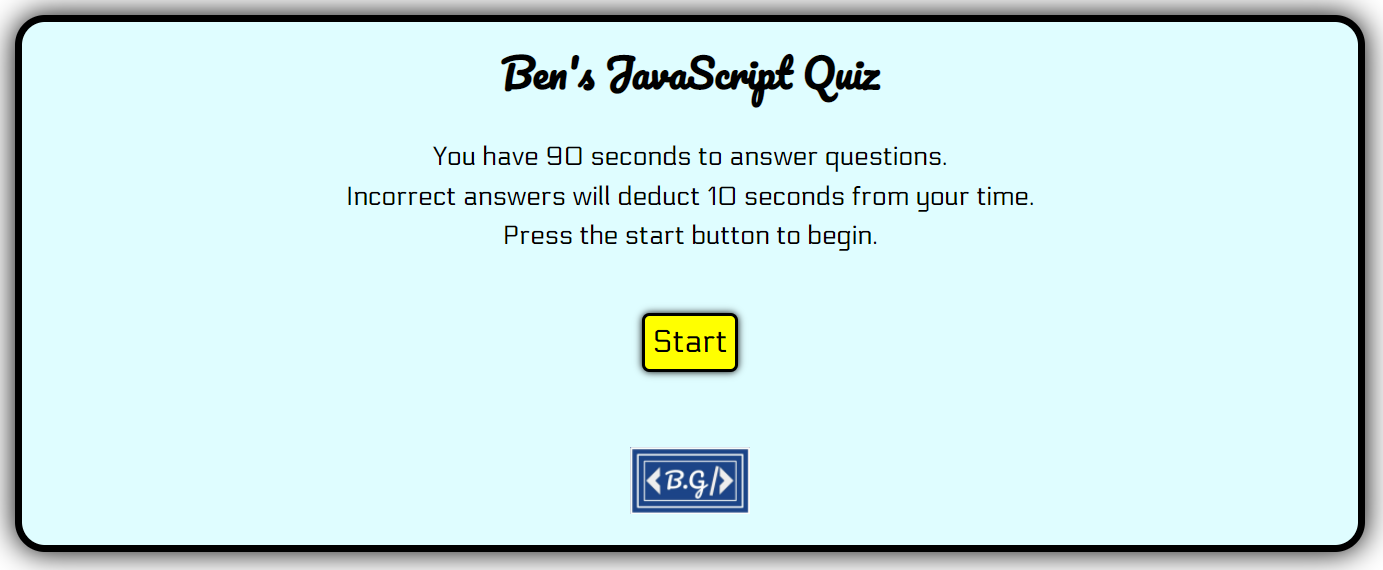 Ben's JavaScript Quiz
You have 90 seconds to answer questions.
Incorrect answers will deduct 10 seconds from your time.
Press the start button to begin.
Start
<B.G/>